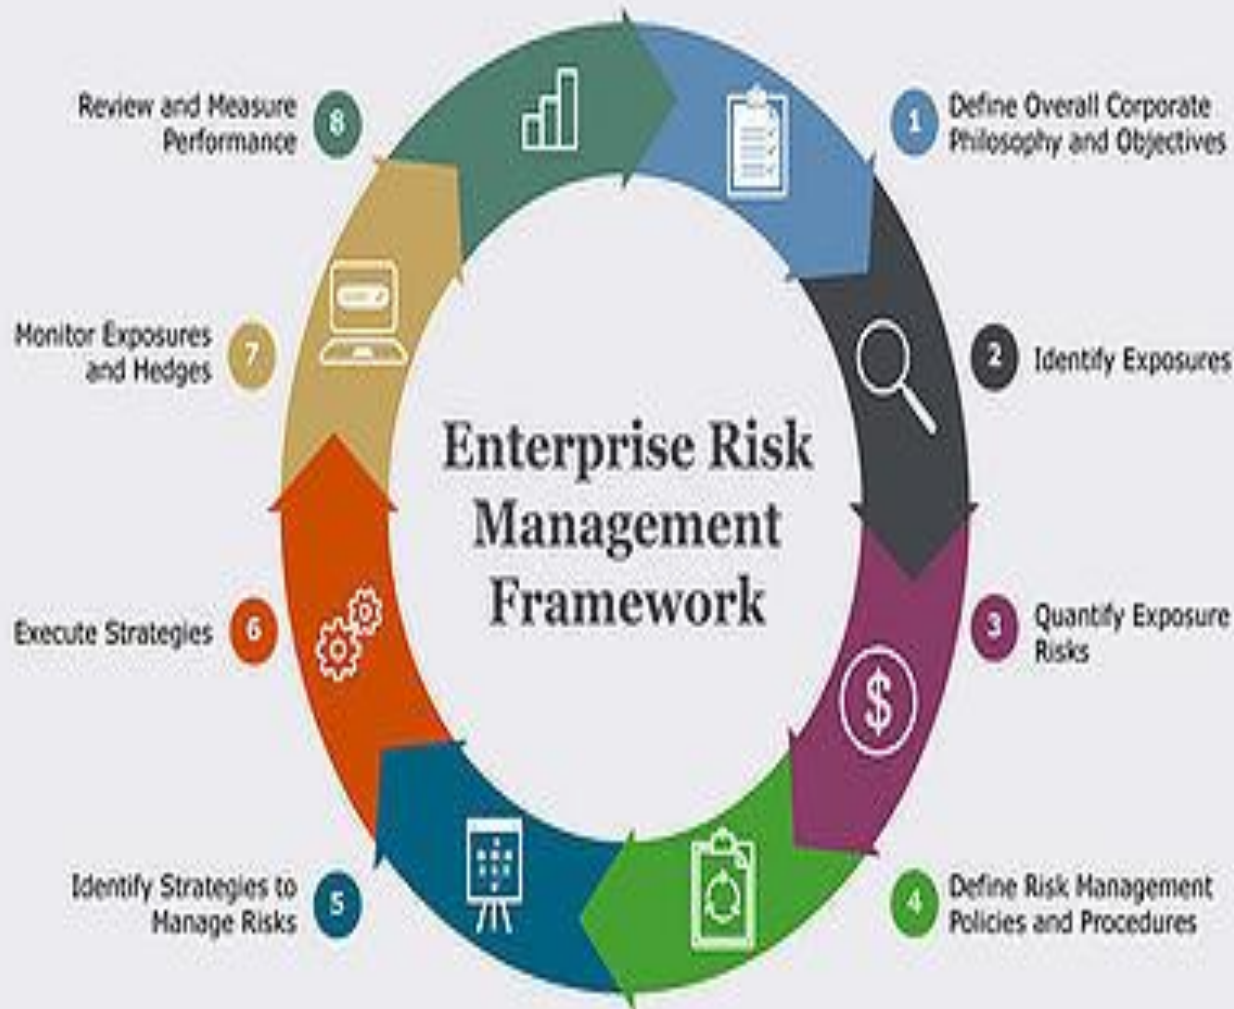 Enterprise Risk
Management
Framework
1
Define Overall Corporate
Philosophy and Objectives
2
Identify Exposures
3
Quantify Exposure
Risks
4
Define Risk Management
Policies and Procedures
5
Identify Strategies to
Manage Risks
6
Execute Strategies
7
Monitor Exposures
and Hedges
8
Review and Measure
Performance
$